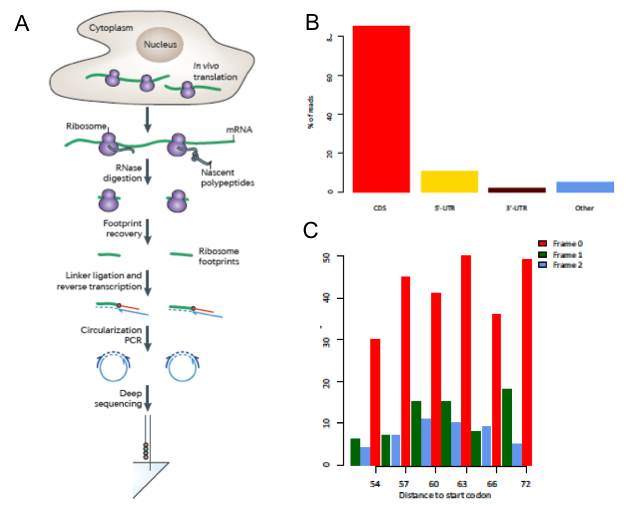 A
Cytoplasm
Nucleus
In vivo
translation
Ribosome
mRNA
RNase
digestion
Nascent
polypeptides
Footprint
recovery
Ribosome
footprints
Linker ligation and
reverse transcription
Circularization
PCR
Deep
sequencing
B
% of reads
0
20
40
60
CDS
5'-UTR
3'-UTR
Other
C
Frame 0
Frame 1
Frame 2
0
10
20
30
40
50
54
57
60
63
66
72
Distance to start codon